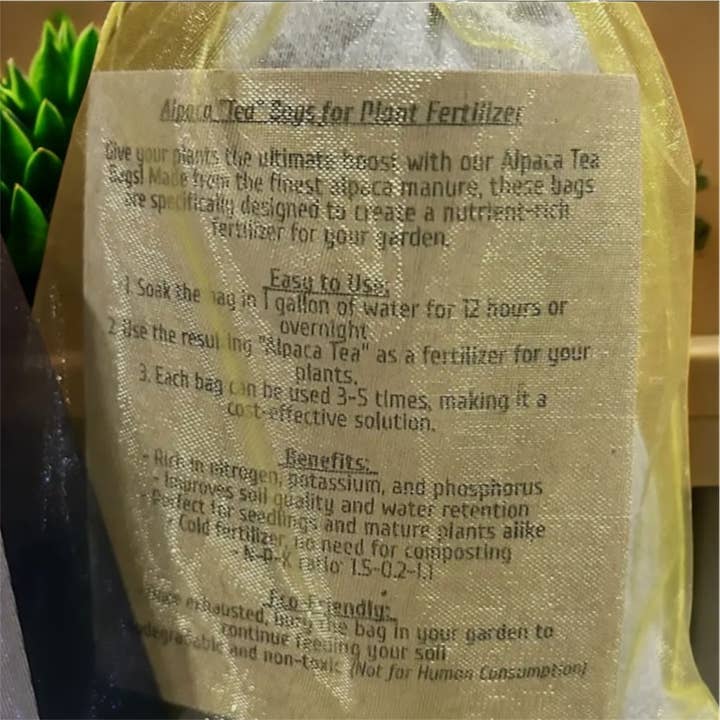 Alpaca "Tea" Bags for Plant Fertilizer
Give your plants the ultimate boost with our Alpaca Tea
Bags! Made from the finest alpaca manure, these bags
are specifically designed to create a nutrient-rich
fertilizer for your garden.
Easy to Use:
1. Soak the bag in 1 gallon of water for 12 hours or
overnight
2. Use the resulting "Alpaca Tea" as a fertilizer for your
plants.
3. Each bag can be used 3-5 times, making it a
cost-effective solution.
Benefits:
- Rich in nitrogen, potassium, and phosphorus
- Improves soil quality and water retention
- Perfect for seedlings and mature plants alike
- Cold fertilizer, no need for composting
- N-P-K ratio: 1.5-0.2-1.1
Eco-Friendly:
Once exhausted, bury the bag in your garden to
continue feeding your soil
Biodegradable and non-toxic (Not for Human Consumption)